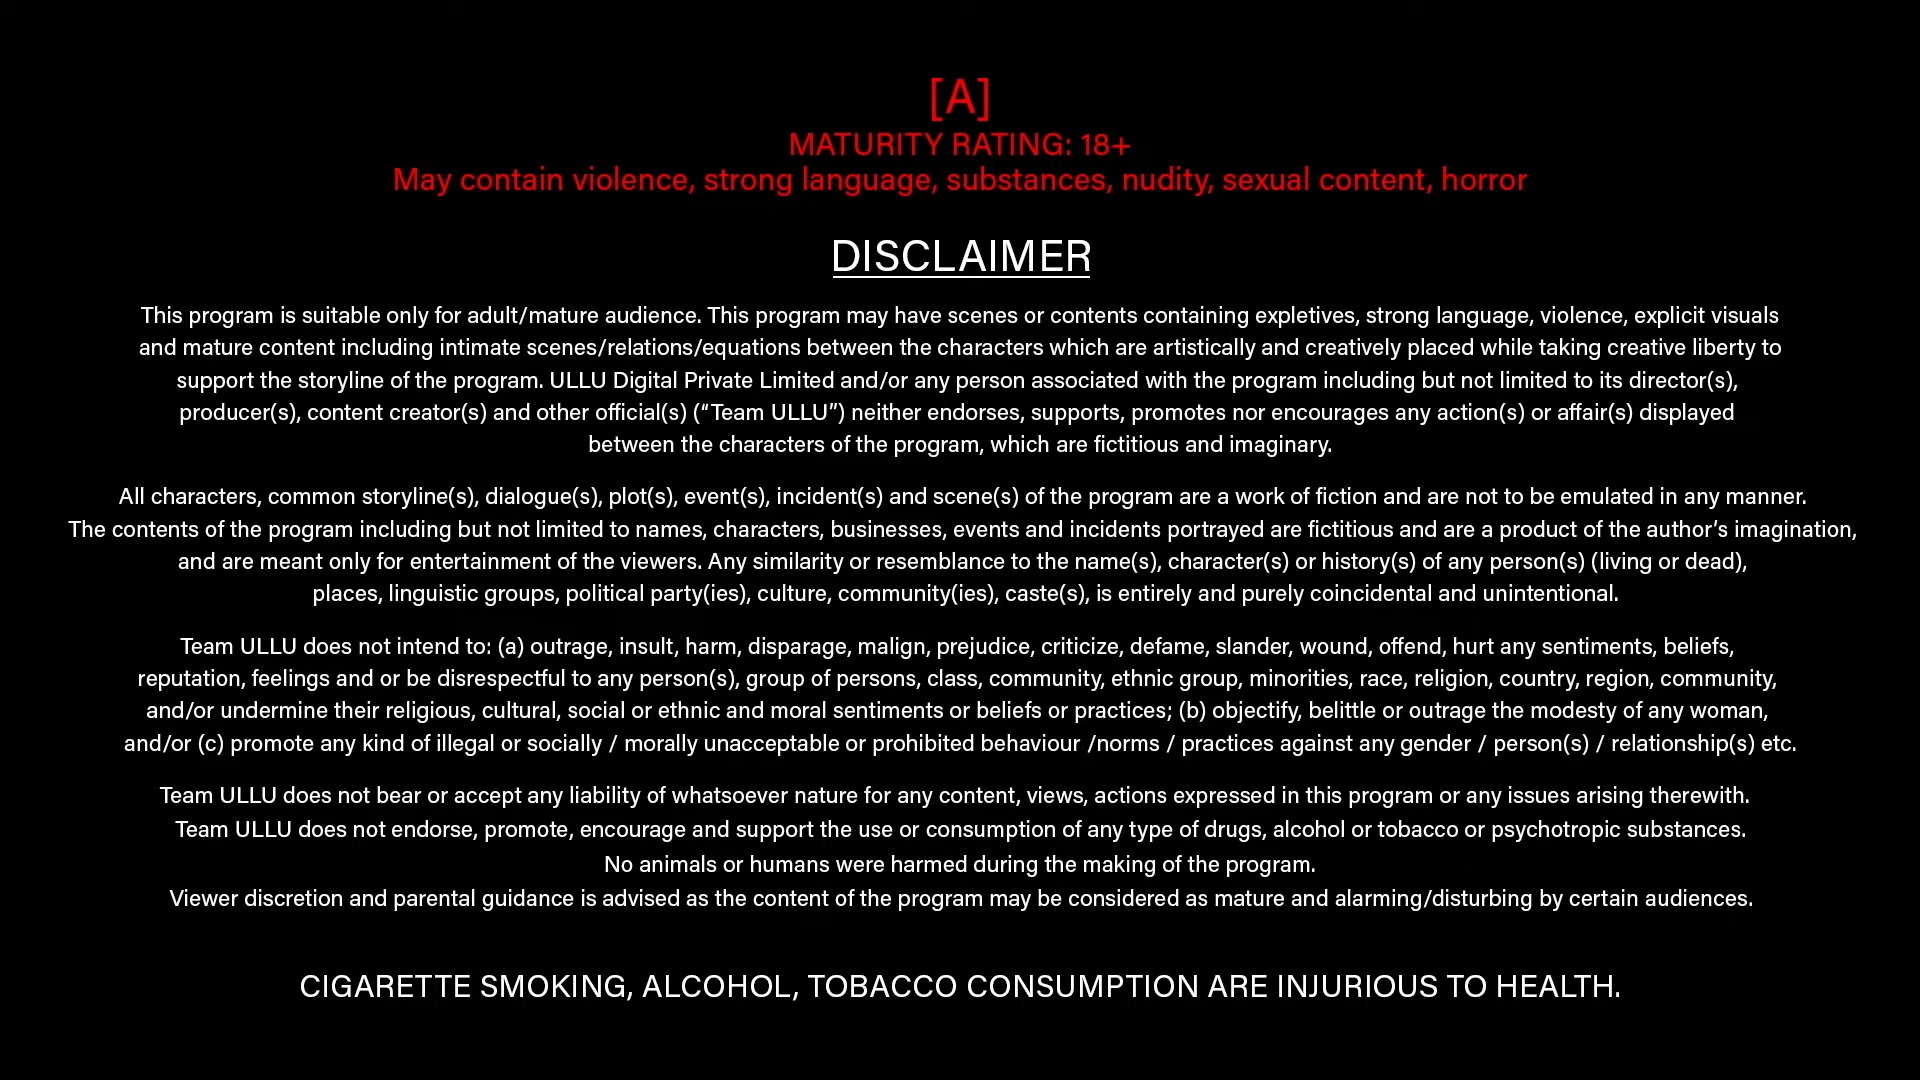 [A]
MATURITY RATING: 18+
May contain violence, strong language, substances, nudity, sexual content, horror
DISCLAIMER
This program is suitable only for adult/mature audience. This program may have scenes or contents containing expletives, strong language, violence, explicit visuals
and mature content including intimate scenes/relations/equations between the characters which are artistically and creatively placed while taking creative liberty to
support the storyline of the program. ULLU Digital Private Limited and/or any person associated with the program including but not limited to its director(s),
producer(s), content creator(s) and other official(s) (“Team ULLU”) neither endorses, supports, promotes nor encourages any action(s) or affair(s) displayed
between the characters of the program, which are fictitious and imaginary.
All characters, common storyline(s), dialogue(s), plot(s), event(s), incident(s) and scene(s) of the program are a work of fiction and are not to be emulated in any manner.
The contents of the program including but not limited to names, characters, businesses, events and incidents portrayed are fictitious and are a product of the author’s imagination,
and are meant only for entertainment of the viewers. Any similarity or resemblance to the name(s), character(s) or history(s) of any person(s) (living or dead),
places, linguistic groups, political party(ies), culture, community(ies), caste(s), is entirely and purely coincidental and unintentional.
Team ULLU does not intend to: (a) outrage, insult, harm, disparage, malign, prejudice, criticize, defame, slander, wound, offend, hurt any sentiments, beliefs,
reputation, feelings and or be disrespectful to any person(s), group of persons, class, community, ethnic group, minorities, race, religion, country, region, community,
and/or undermine their religious, cultural, social or ethnic and moral sentiments or beliefs or practices; (b) objectify, belittle or outrage the modesty of any woman,
and/or (c) promote any kind of illegal or socially / morally unacceptable or prohibited behaviour /norms / practices against any gender / person(s) / relationship(s) etc.
Team ULLU does not bear or accept any liability of whatsoever nature for any content, views, actions expressed in this program or any issues arising therewith.
Team ULLU does not endorse, promote, encourage and support the use or consumption of any type of drugs, alcohol or tobacco or psychotropic substances.
No animals or humans were harmed during the making of the program.
Viewer discretion and parental guidance is advised as the content of the program may be considered as mature and alarming/disturbing by certain audiences.
CIGARETTE SMOKING, ALCOHOL, TOBACCO CONSUMPTION ARE INJURIOUS TO HEALTH.